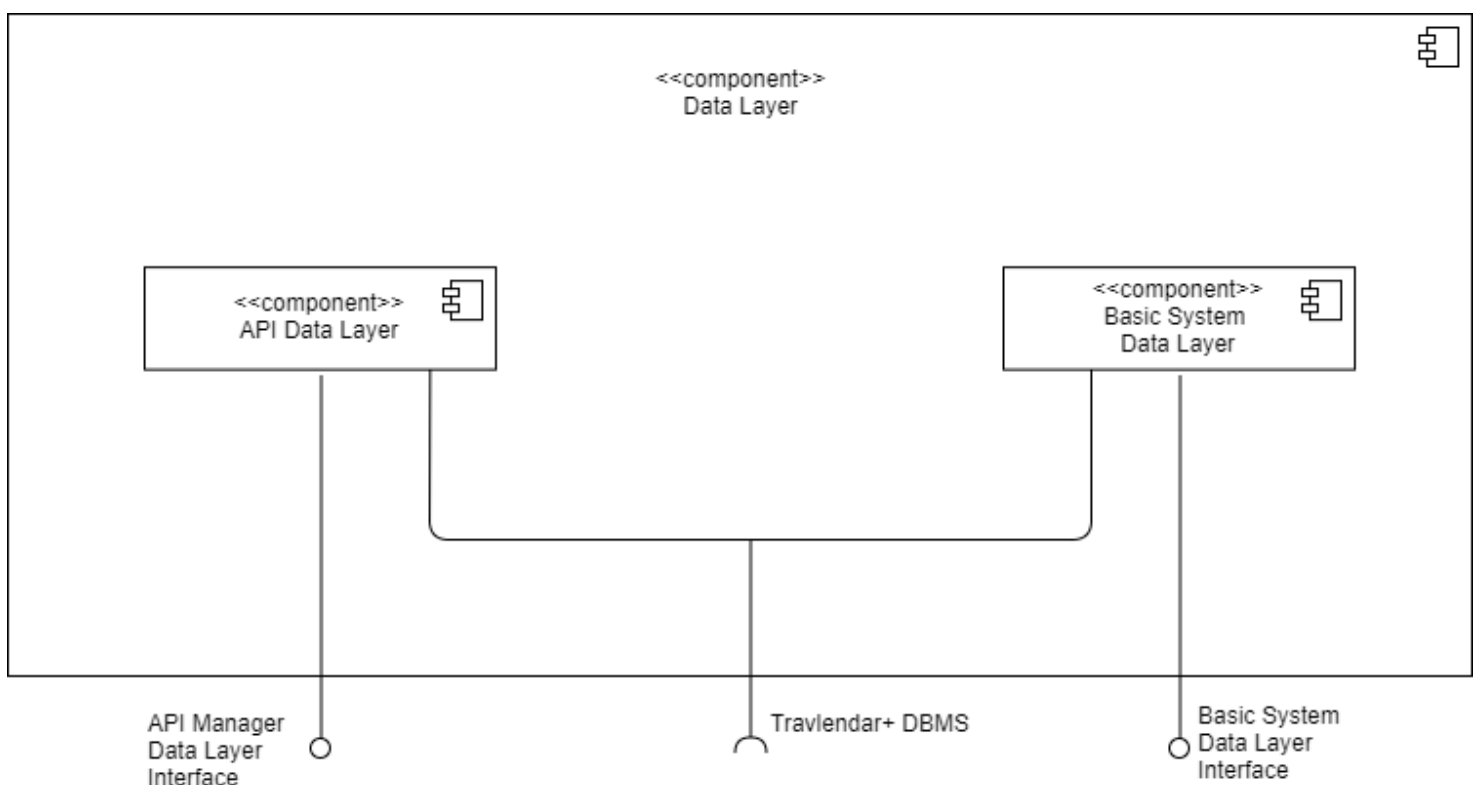 <<component>>
Data Layer
<<component>>
API Data Layer
<<component>>
Basic System
Data Layer
API Manager
Data Layer
Interface
Travlendar+ DBMS
Basic System
Data Layer
Interface